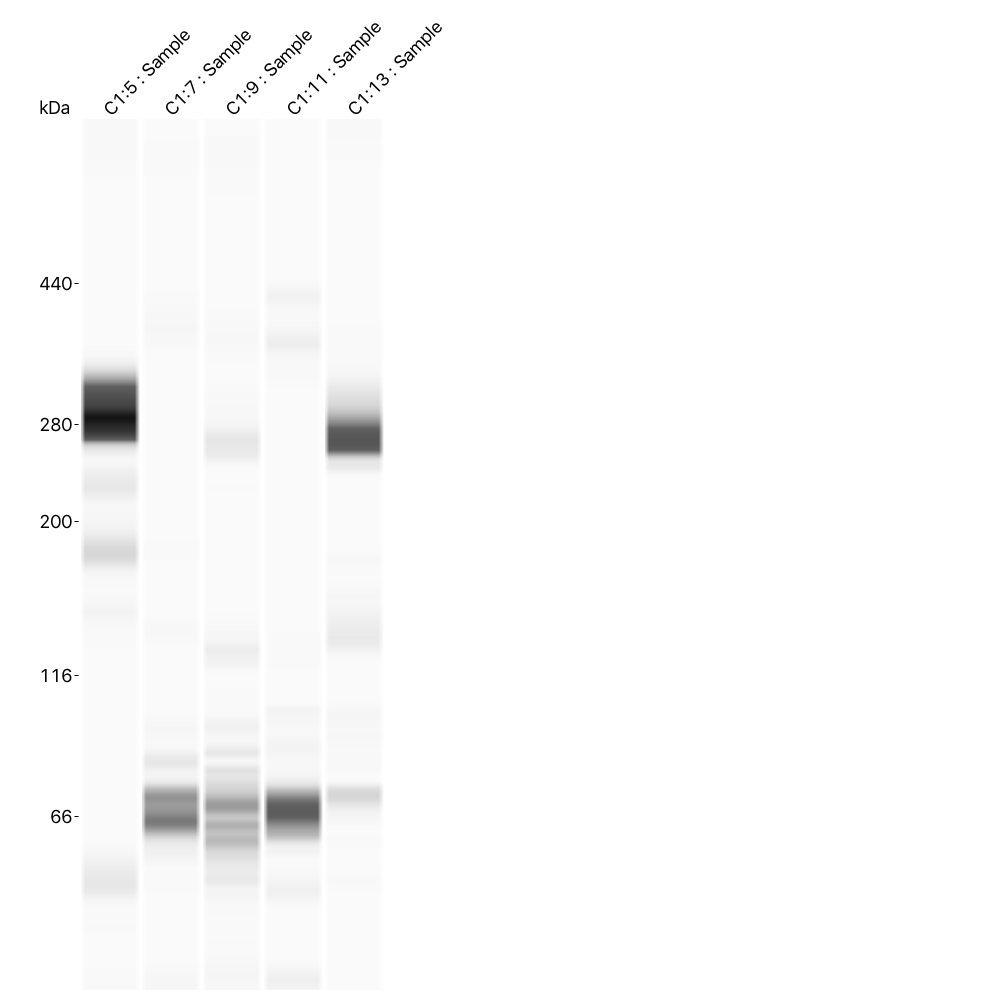 C1:5 : Sample
C1:7 : Sample
C1:9 : Sample
C1:11 : Sample
C1:13 : Sample
kDa
440-
280-
200-
116-
66-